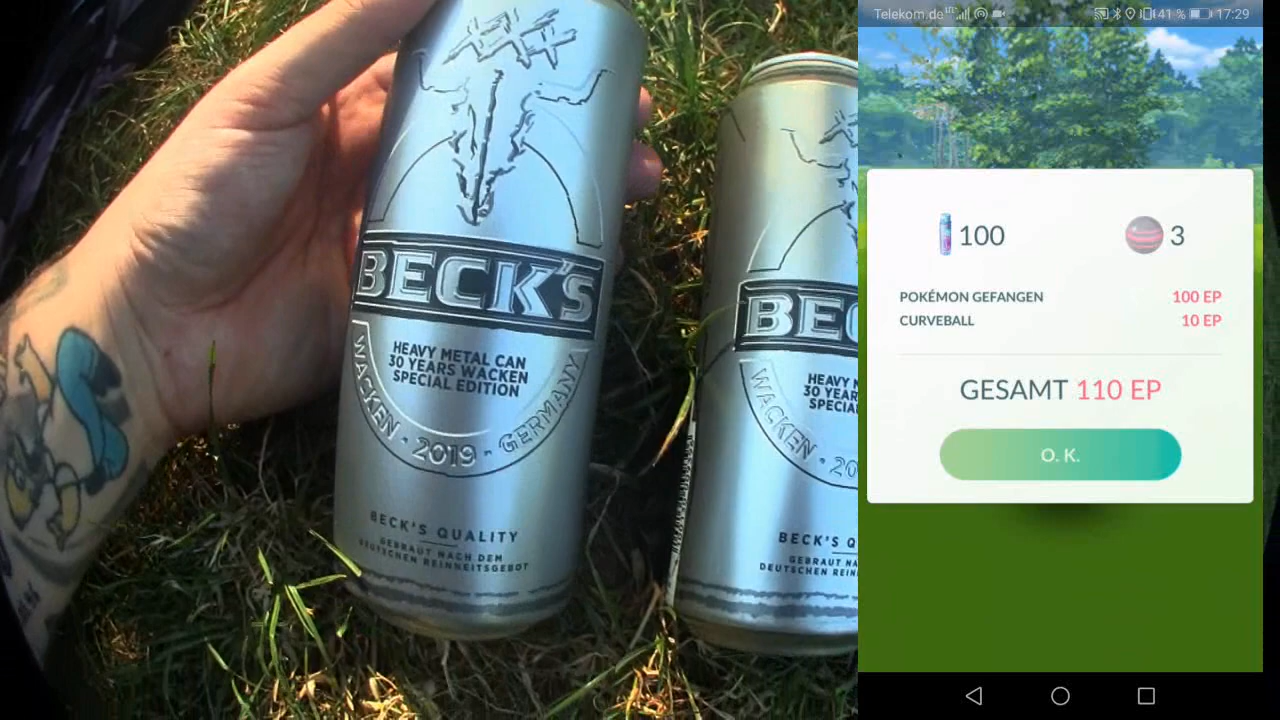 BECK'S
HEAVY METAL CAN
30 YEARS WACKEN
SPECIAL EDITION
WACKEN · 2019 · GERMANY
BECK'S QUALITY
GEBRAUT NACH DEM
DEUTSCHEN REINHEITSGEBOT
BEC
HEAVY M
30 YEAR
SPECIAL
WACKEN · 20
BECK'S Q
GEBRAUT NA
DEUTSCHEN REIN
Telekom.de 41 % 17:29
100 3
POKÉMON GEFANGEN 100 EP
CURVEBALL 10 EP
GESAMT 110 EP
O. K.